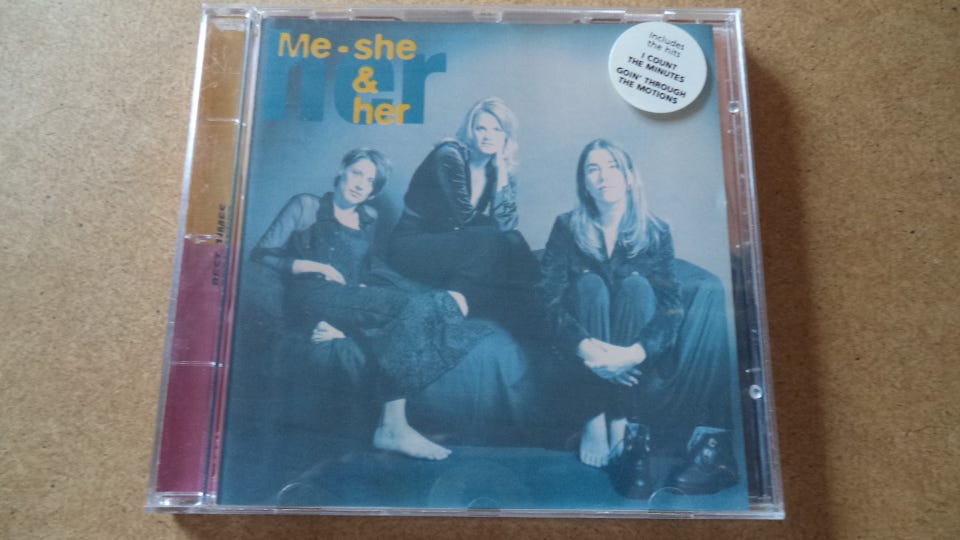 Me - she
&
her
her
includes
the hits
I COUNT
THE MINUTES
GOIN' THROUGH
THE MOTIONS